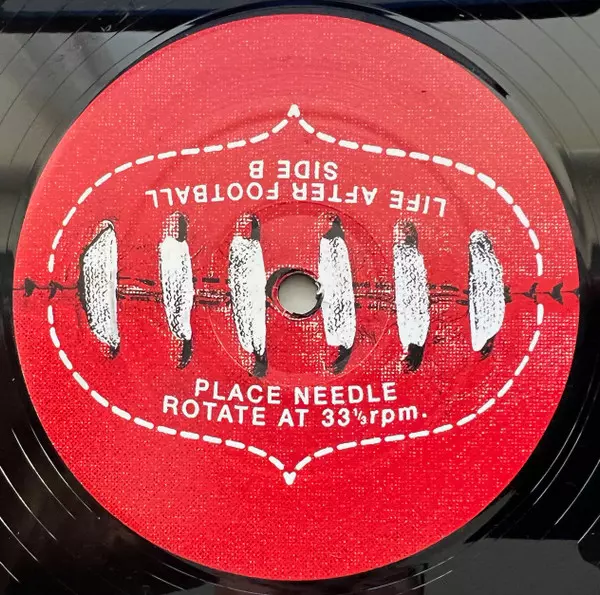 LIFE AFTER FOOTBALL
SIDE B
PLACE NEEDLE
ROTATE AT 33⅓rpm.